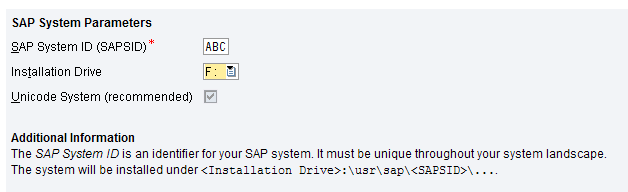 SAP System Parameters
SAP System ID (SAPSID) * ABC
Installation Drive F:
Unicode System (recommended)
Additional Information
The SAP System ID is an identifier for your SAP system. It must be unique throughout your system landscape.
The system will be installed under <Installation Drive>:\usr\sap\<SAPSID>\....